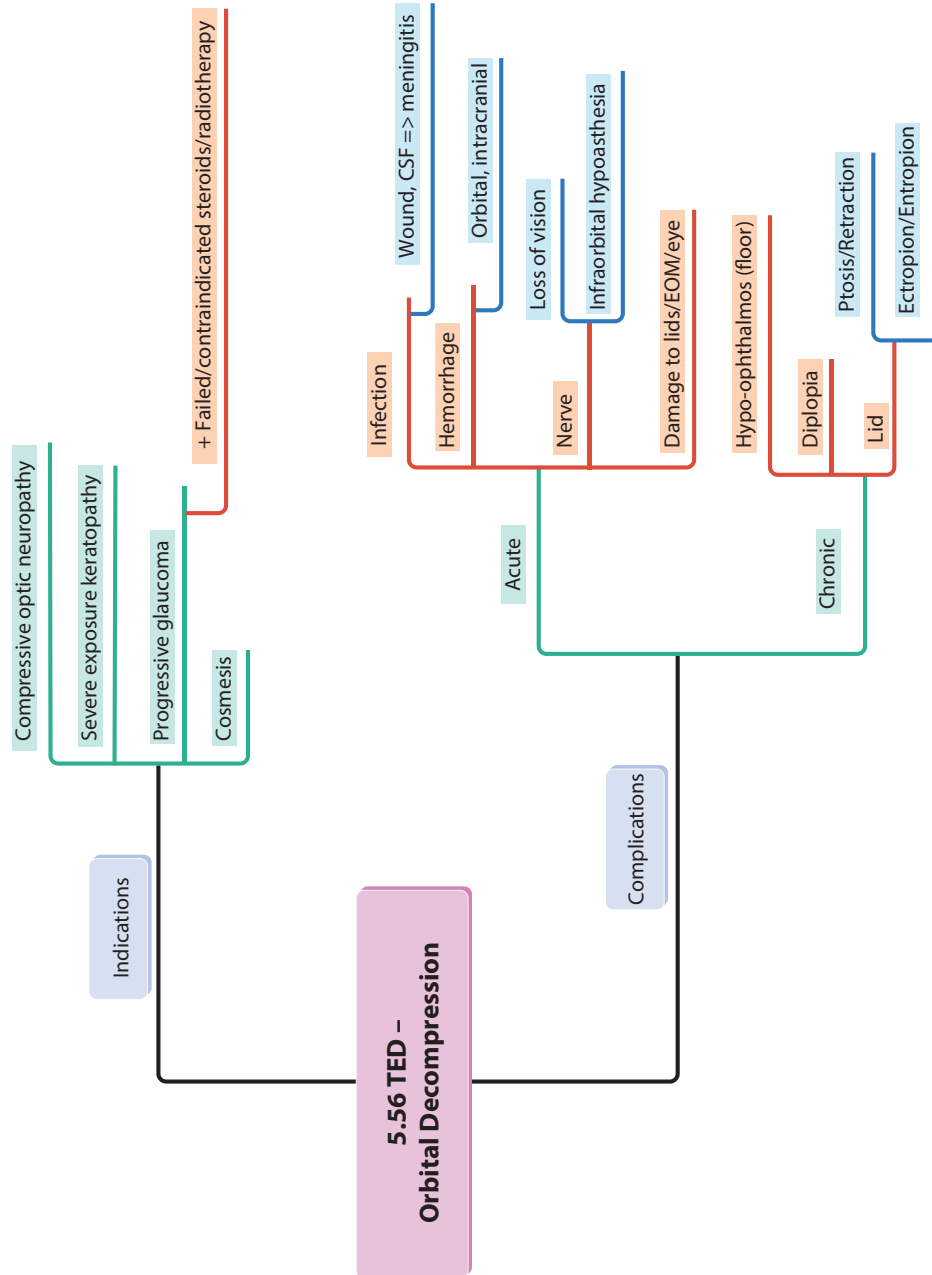 5.56 TED –
Orbital Decompression
Indications
Compressive optic neuropathy
Severe exposure keratopathy
Progressive glaucoma
+ Failed/contraindicated steroids/radiotherapy
Cosmesis
Complications
Acute
Infection
Wound, CSF => meningitis
Hemorrhage
Orbital, intracranial
Nerve
Loss of vision
Infraorbital hypoasthesia
Damage to lids/EOM/eye
Chronic
Hypo-ophthalmos (floor)
Diplopia
Lid
Ptosis/Retraction
Ectropion/Entropion